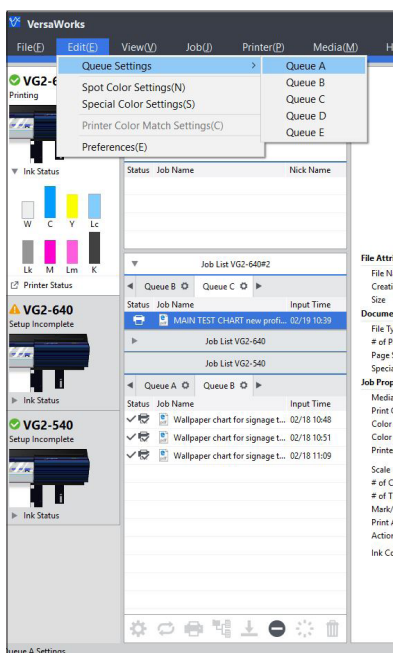 VersaWorks
File(F) Edit(E) View(V) Job(J) Printer(P) Media(M) H
Queue Settings
Queue A
Queue B
Queue C
Queue D
Queue E
Spot Color Settings(N)
Special Color Settings(S)
Printer Color Match Settings(C)
Preferences(E)
VG2-6
Printing
Ink Status
W C Y Lc
Lk M Lm K
Printer Status
VG2-640
Setup Incomplete
Ink Status
VG2-540
Setup Incomplete
Ink Status
Status Job Name Nick Name
Job List VG2-640#2
Queue B Queue C
Status Job Name Input Time
MAIN TEST CHART new profi... 02/19 10:39
Job List VG2-640
Job List VG2-540
Queue A Queue B
Status Job Name Input Time
Wallpaper chart for signage t... 02/18 10:48
Wallpaper chart for signage t... 02/18 10:51
Wallpaper chart for signage t... 02/18 11:09
File Attri
File N
Creati
Size
Docume
File Ty
# of P
Page S
Specia
Job Prop
Media
Print Q
Color
Color
Printe
Scale
# of C
# of T
Mark/
Print A
Action
Ink Co
Queue A Settings